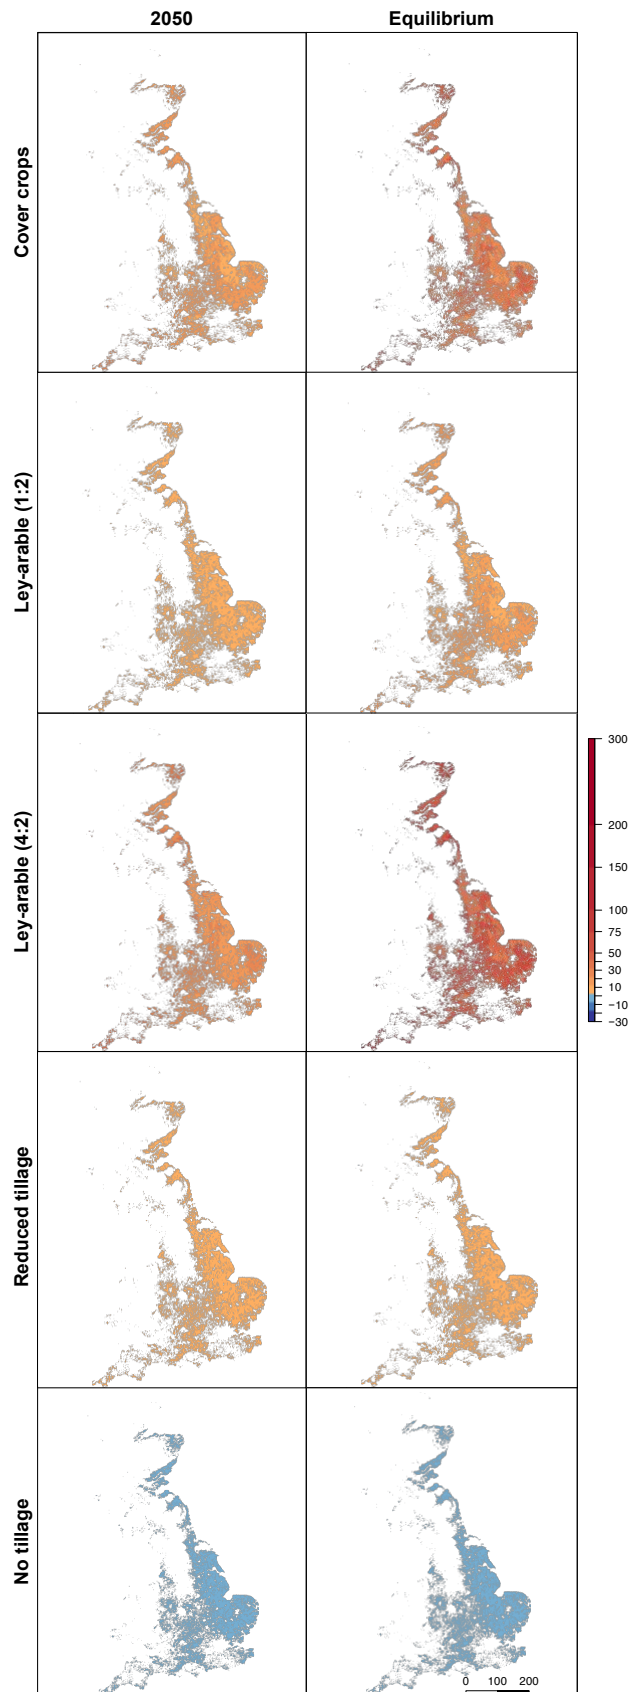 2050 Equilibrium
Cover crops
Ley-arable (1:2)
Ley-arable (4:2)
300
200
150
100
75
50
30
10
−10
−30
Reduced tillage
No tillage
0 100 200